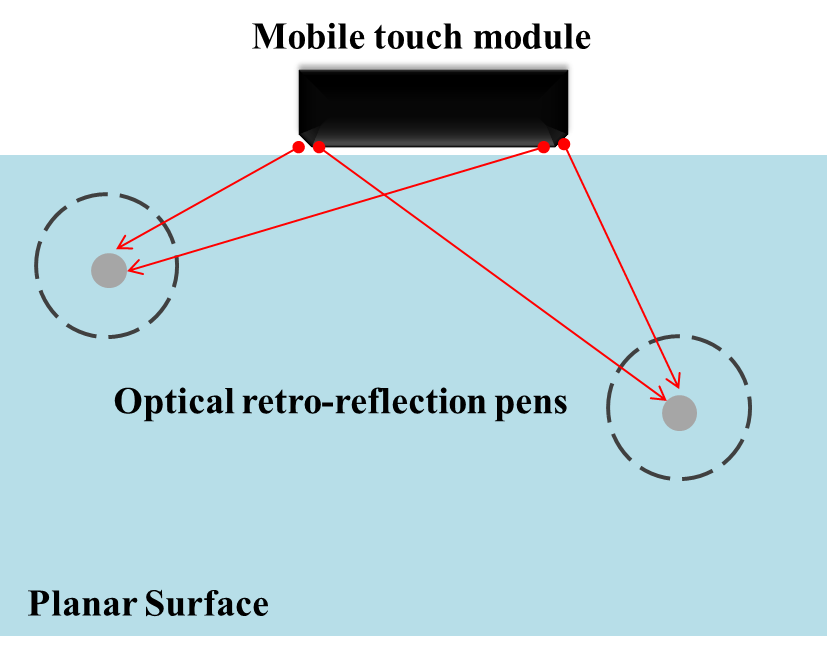 Mobile touch module
Optical retro-reflection pens
Planar Surface